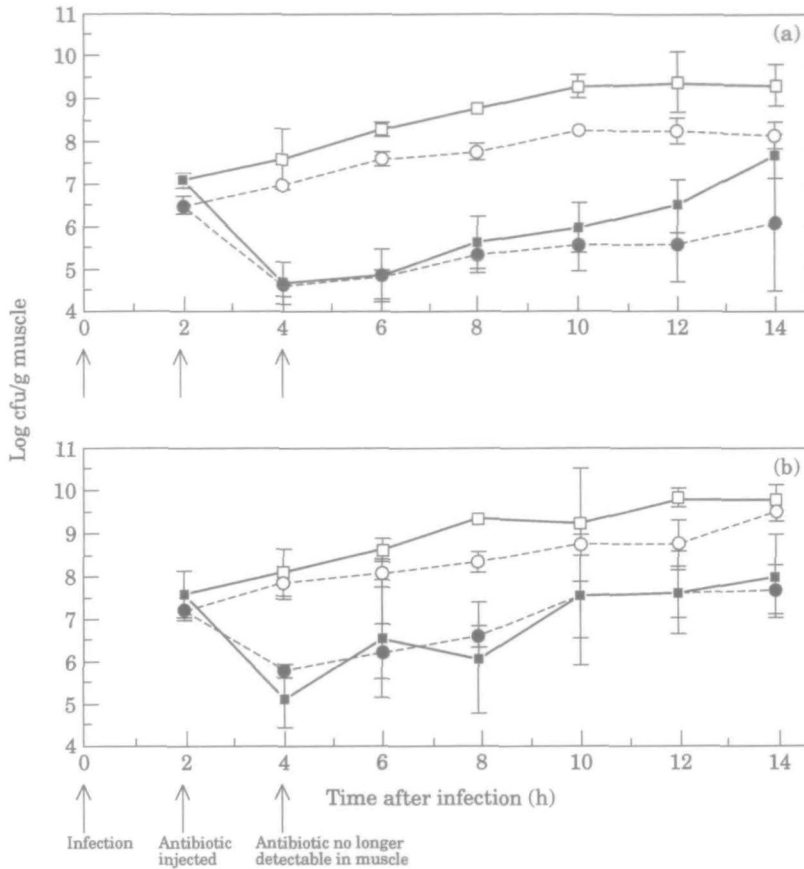 11
(a)
10
9
8
7
6
5
4
0 2 4 6 8 10 12 14
Log cfu/g muscle
11
(b)
10
9
8
7
6
5
4
0 2 4 6 8 10 12 14
Time after infection (h)
Infection Antibiotic Antibiotic no longer
injected detectable in muscle